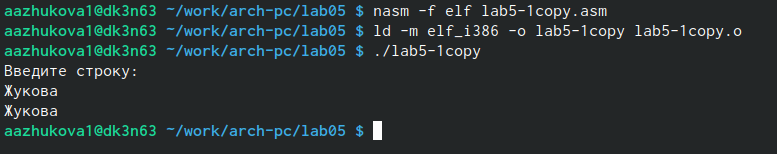 aazhukova1@dk3n63 ~/work/arch-pc/lab05 $ nasm -f elf lab5-1copy.asm
aazhukova1@dk3n63 ~/work/arch-pc/lab05 $ ld -m elf_i386 -o lab5-1copy lab5-1copy.o
aazhukova1@dk3n63 ~/work/arch-pc/lab05 $ ./lab5-1copy
Введите строку:
Жукова
Жукова
aazhukova1@dk3n63 ~/work/arch-pc/lab05 $